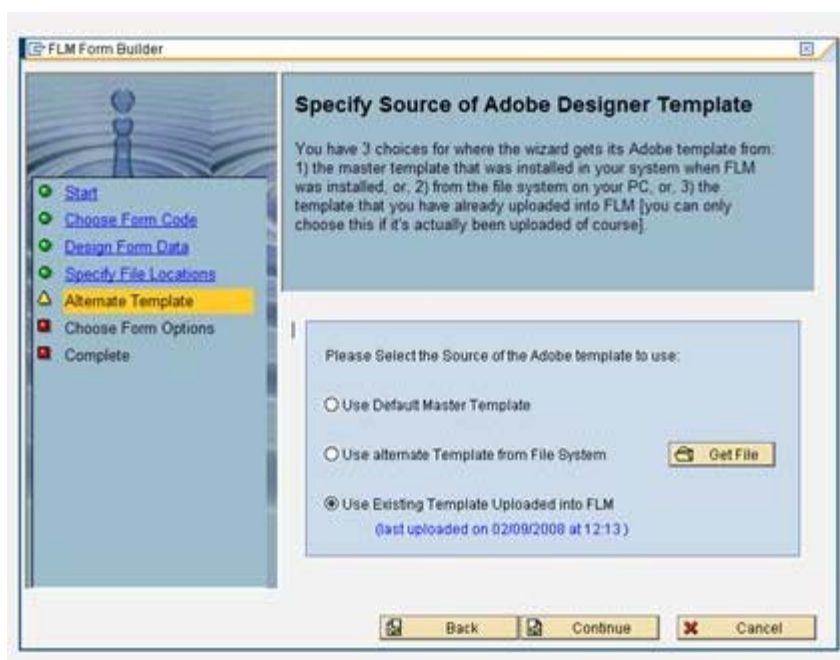 FLM Form Builder
Start
Choose Form Code
Design Form Data
Specify File Locations
Alternate Template
Choose Form Options
Complete
Specify Source of Adobe Designer Template
You have 3 choices for where the wizard gets its Adobe template from:
1) the master template that was installed in your system when FLM
was installed, or, 2) from the file system on your PC, or, 3) the
template that you have already uploaded into FLM [you can only
choose this if it's actually been uploaded of course].
Please Select the Source of the Adobe template to use:
Use Default Master Template
Use alternate Template from File System
Get File
Use Existing Template Uploaded into FLM
(last uploaded on 02/09/2008 at 12:13 )
Back
Continue
Cancel